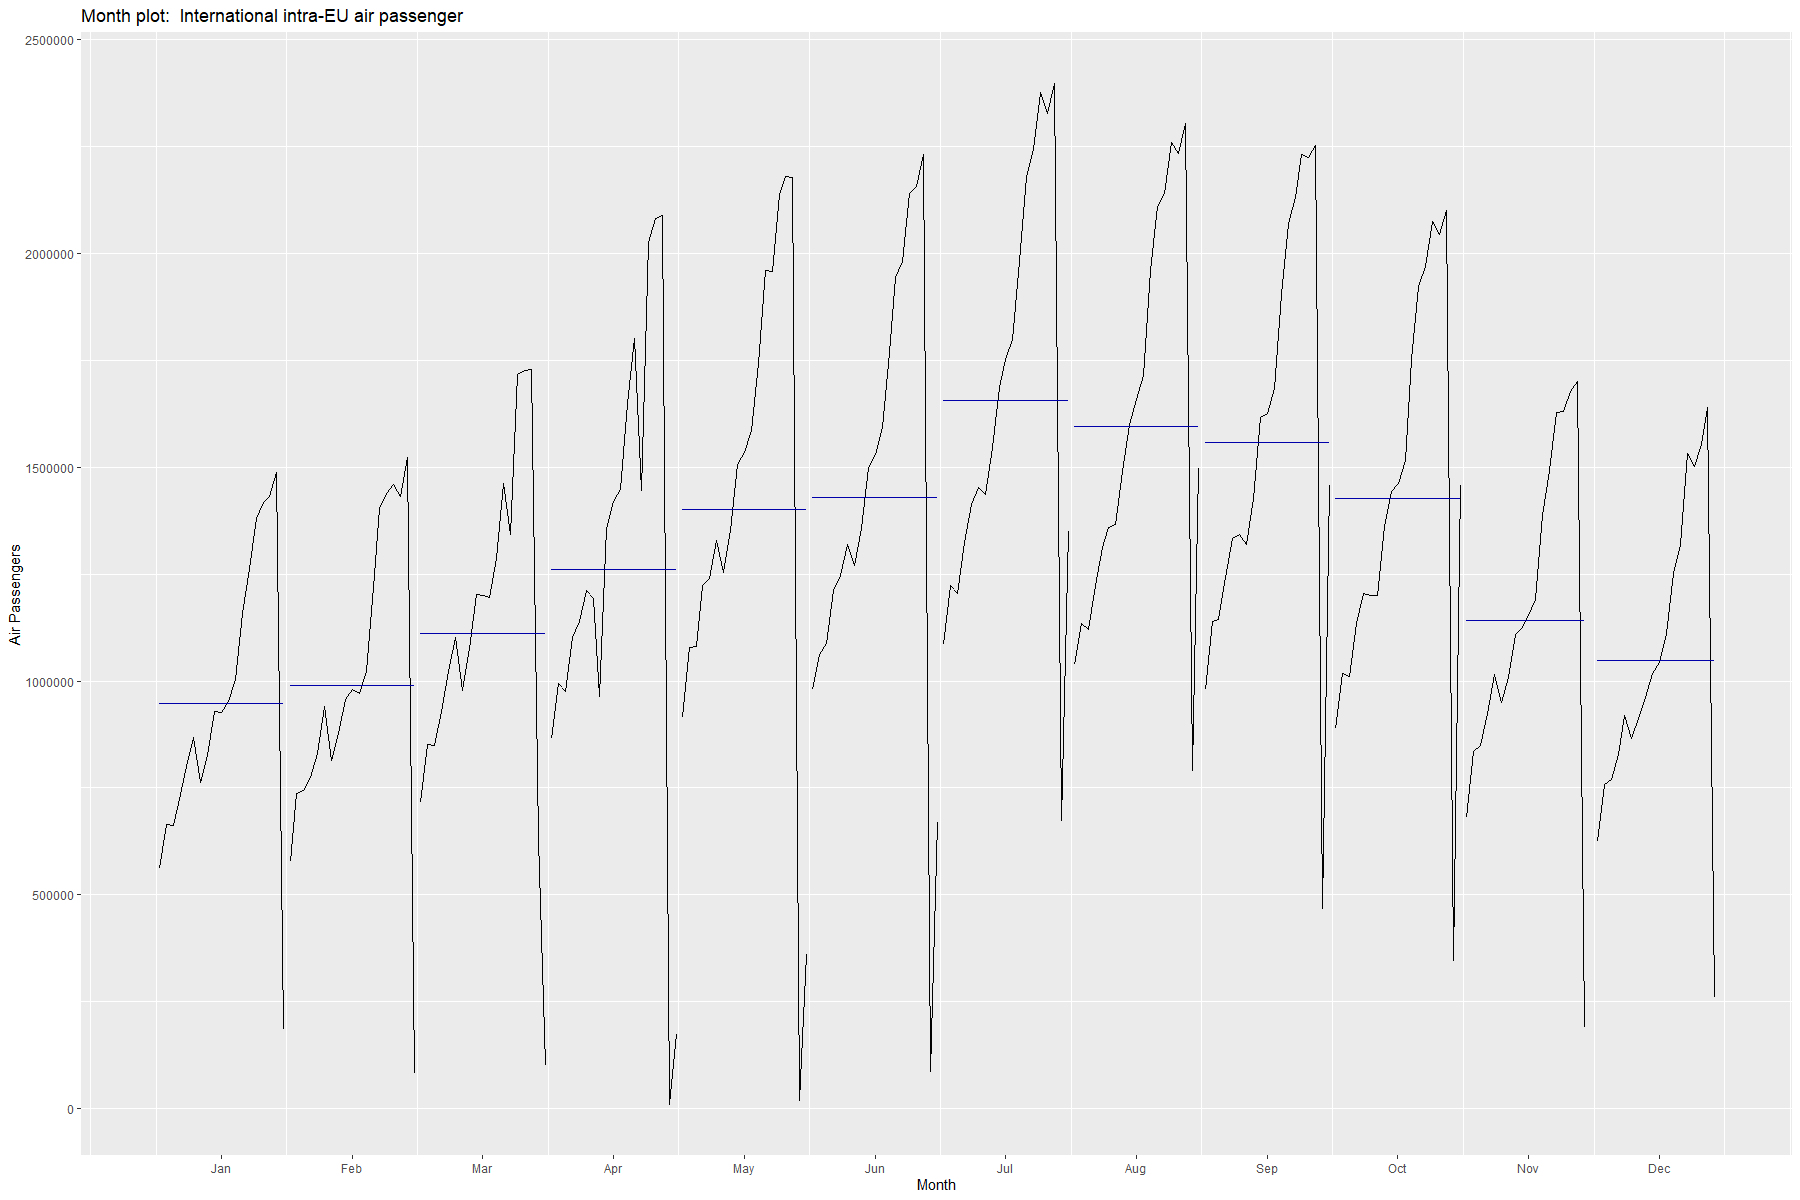 Month plot:  International intra-EU air passenger
2500000
2000000
1500000
1000000
500000
0
Air Passengers
Jan Feb Mar Apr May Jun Jul Aug Sep Oct Nov Dec
Month